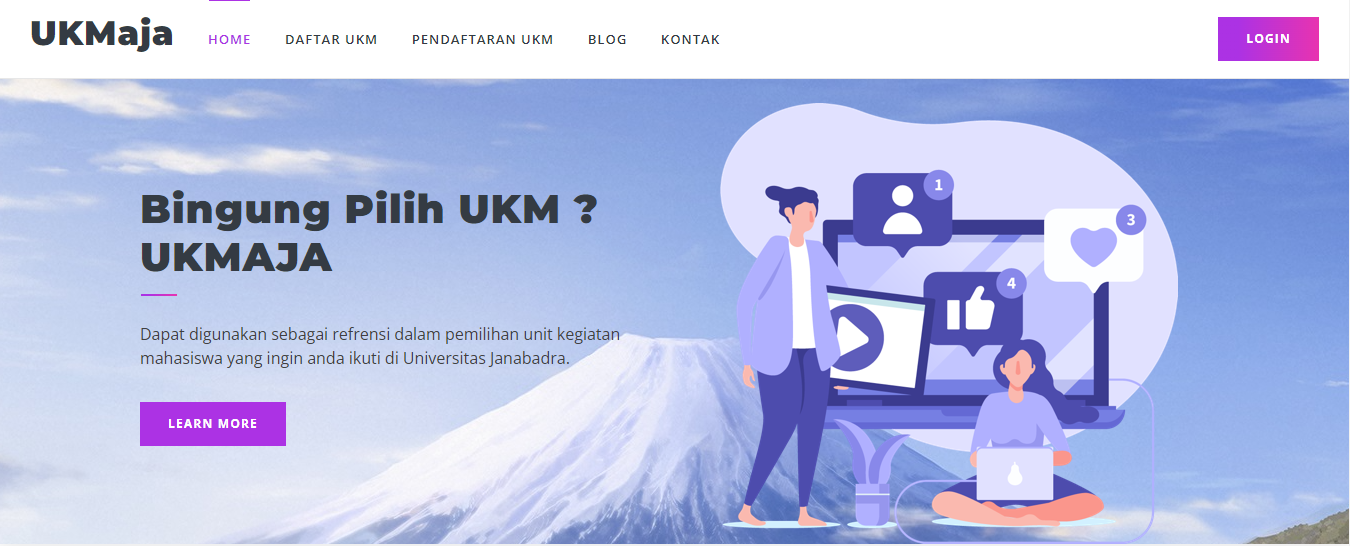 UKMaja
HOME
DAFTAR UKM
PENDAFTARAN UKM
BLOG
KONTAK
LOGIN
Bingung Pilih UKM ?
UKMAJA
Dapat digunakan sebagai refrensi dalam pemilihan unit kegiatan
mahasiswa yang ingin anda ikuti di Universitas Janabadra.
LEARN MORE
1
3
4